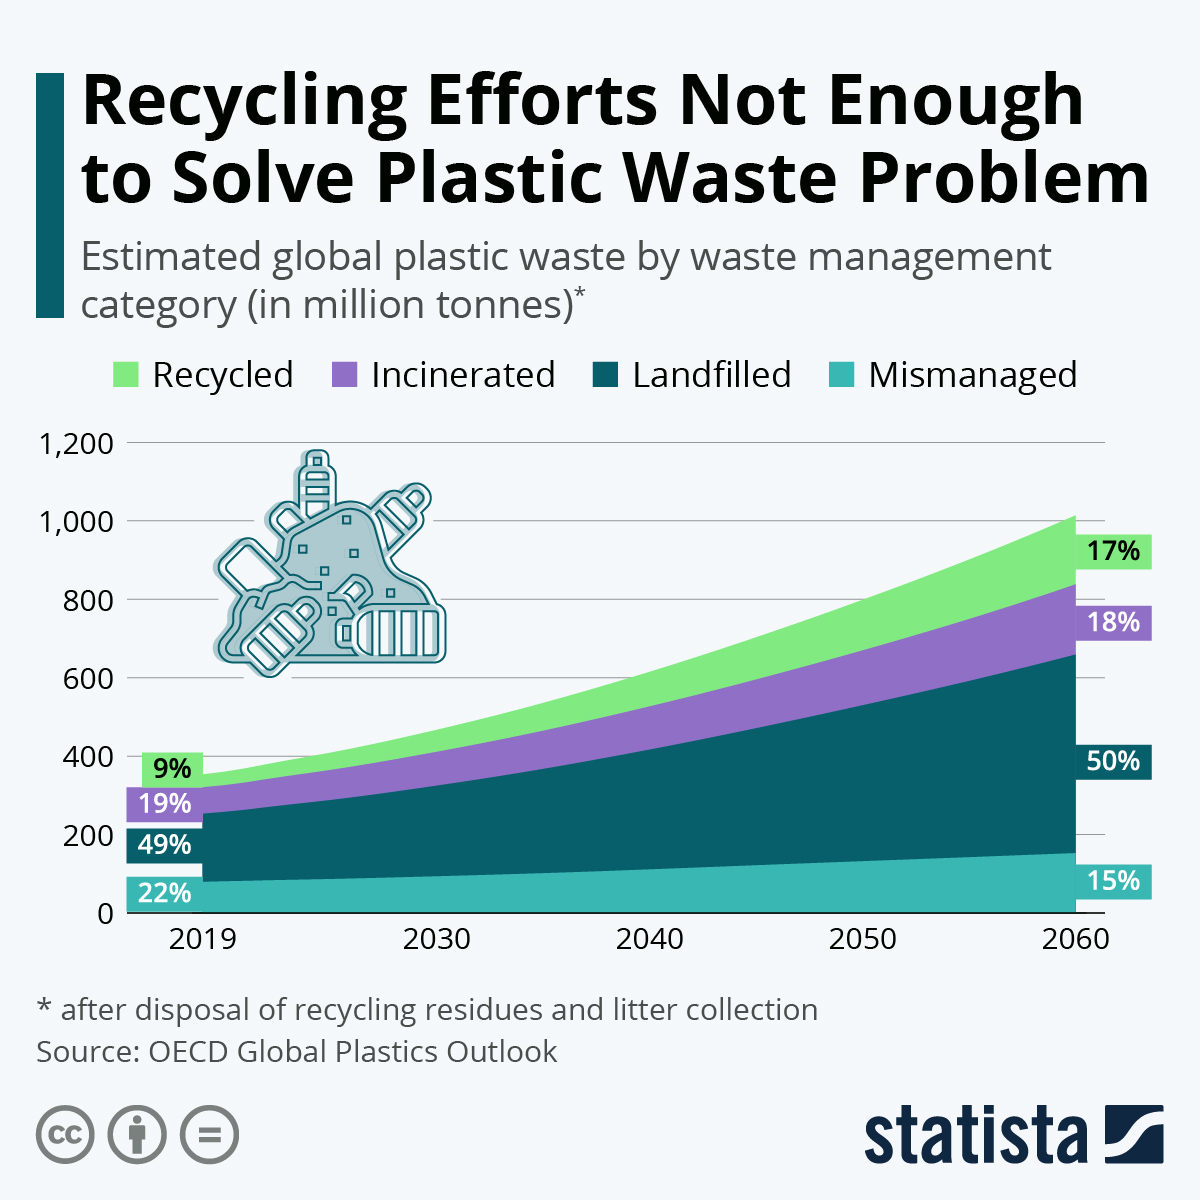 Recycling Efforts Not Enough
to Solve Plastic Waste Problem
Estimated global plastic waste by waste management
category (in million tonnes)*
Recycled Incinerated Landfilled Mismanaged
1,200
1,000
800
600
400
200
0
9%
19%
49%
22%
17%
18%
50%
15%
2019 2030 2040 2050 2060
* after disposal of recycling residues and litter collection
Source: OECD Global Plastics Outlook
cc
statista